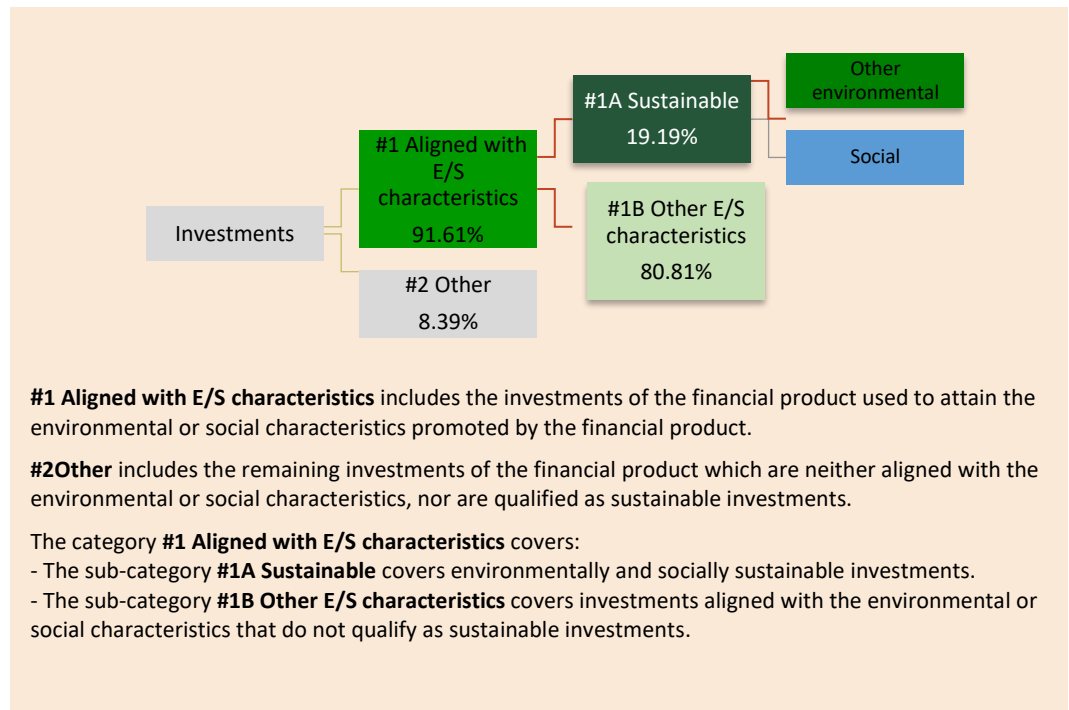 Investments
#1 Aligned with
E/S
characteristics
91.61%
#2 Other
8.39%
#1A Sustainable
19.19%
#1B Other E/S
characteristics
80.81%
Other
environmental
Social
#1 Aligned with E/S characteristics includes the investments of the financial product used to attain the
environmental or social characteristics promoted by the financial product.
#2Other includes the remaining investments of the financial product which are neither aligned with the
environmental or social characteristics, nor are qualified as sustainable investments.
The category #1 Aligned with E/S characteristics covers:
- The sub-category #1A Sustainable covers environmentally and socially sustainable investments.
- The sub-category #1B Other E/S characteristics covers investments aligned with the environmental or
social characteristics that do not qualify as sustainable investments.